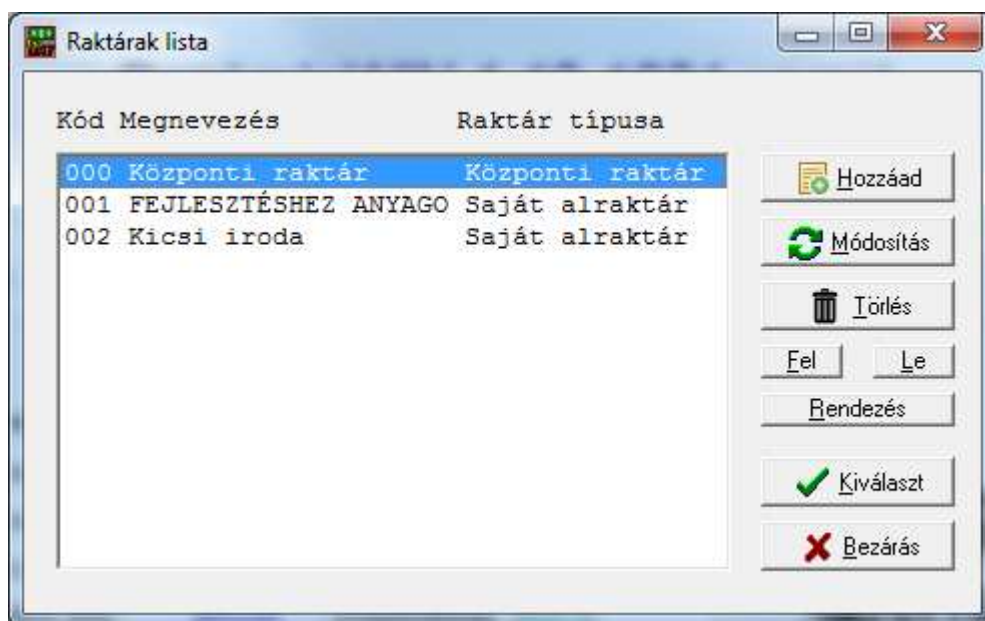 Raktárak lista
Kód Megnevezés Raktár típusa
000 Központi raktár Központi raktár
001 FEJLESZTÉSHEZ ANYAGO Saját alraktár
002 Kicsi iroda Saját alraktár
Hozzáad
Módosítás
Törlés
Fel Le
Rendezés
Kiválaszt
Bezárás